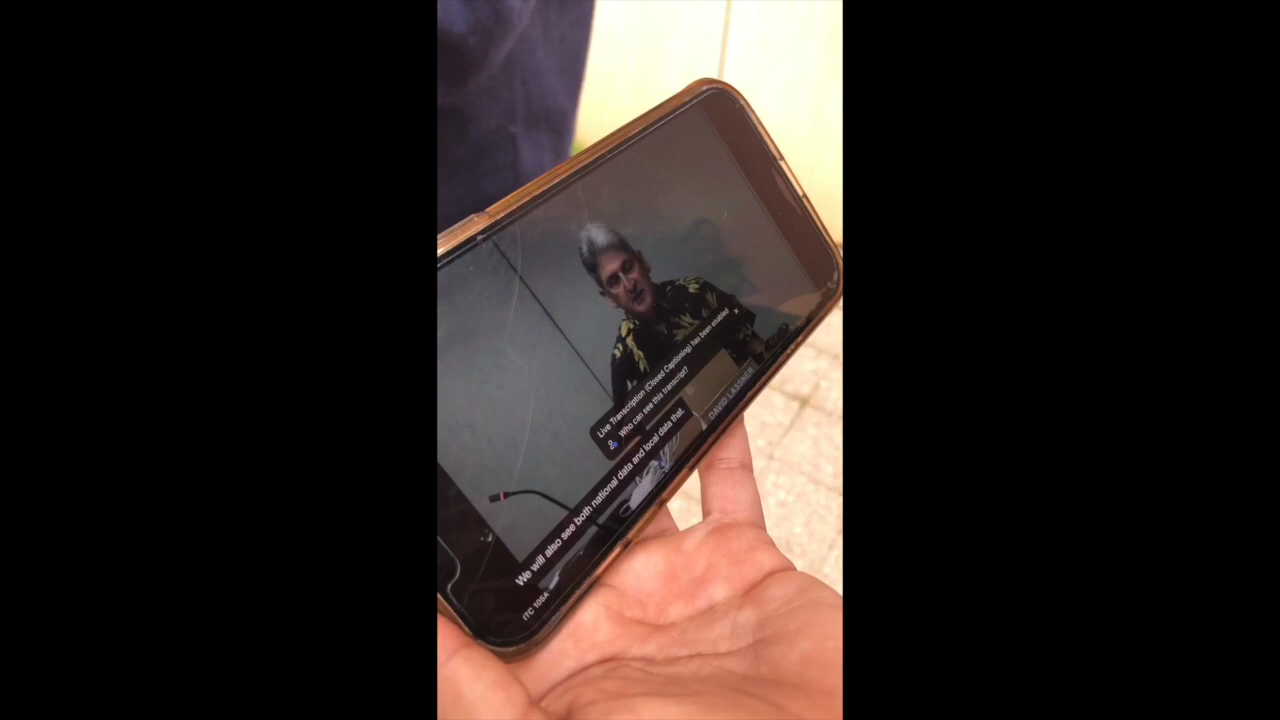 Live Transcription (Closed Captioning) has been enabled
Who can see this transcript?
We will also see both national data and local data that.
DAVID LASSNER
ITC 105A